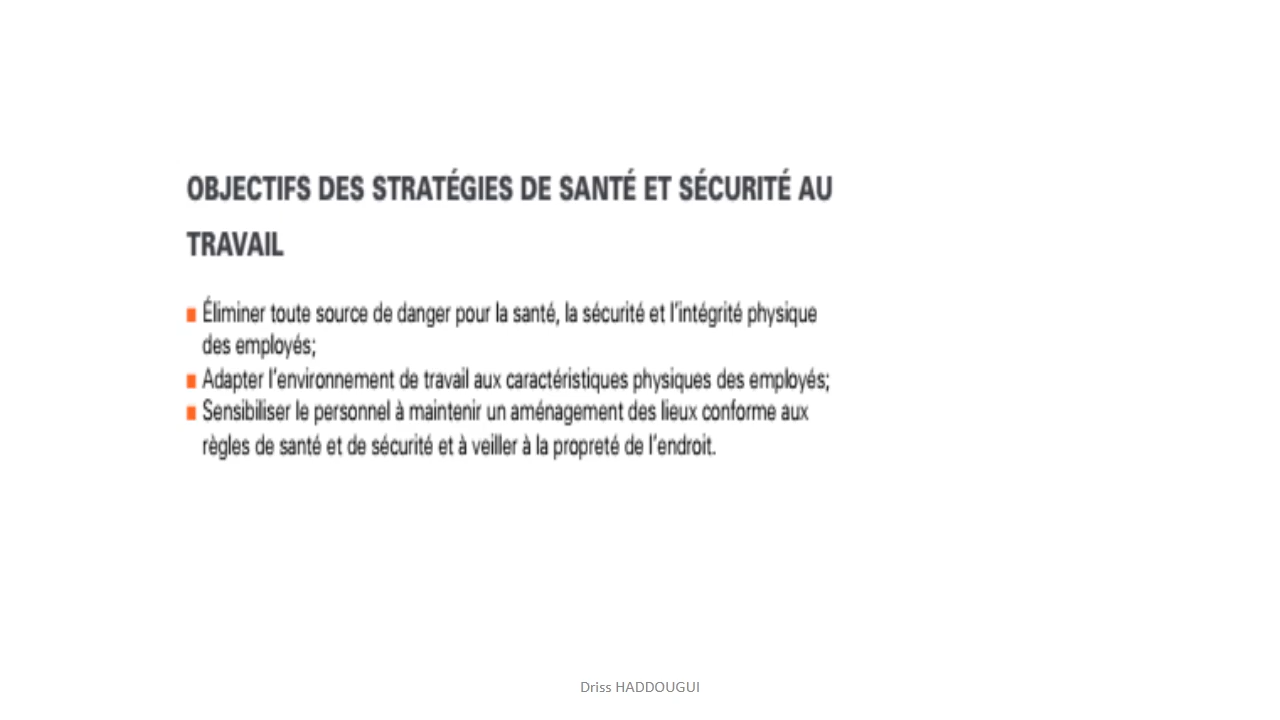 OBJECTIFS DES STRATÉGIES DE SANTÉ ET SÉCURITÉ AU
TRAVAIL
■ Éliminer toute source de danger pour la santé, la sécurité et l'intégrité physique
des employés;
■ Adapter l'environnement de travail aux caractéristiques physiques des employés;
■ Sensibiliser le personnel à maintenir un aménagement des lieux conforme aux
règles de santé et de sécurité et à veiller à la propreté de l'endroit.
Driss HADDOUGUI